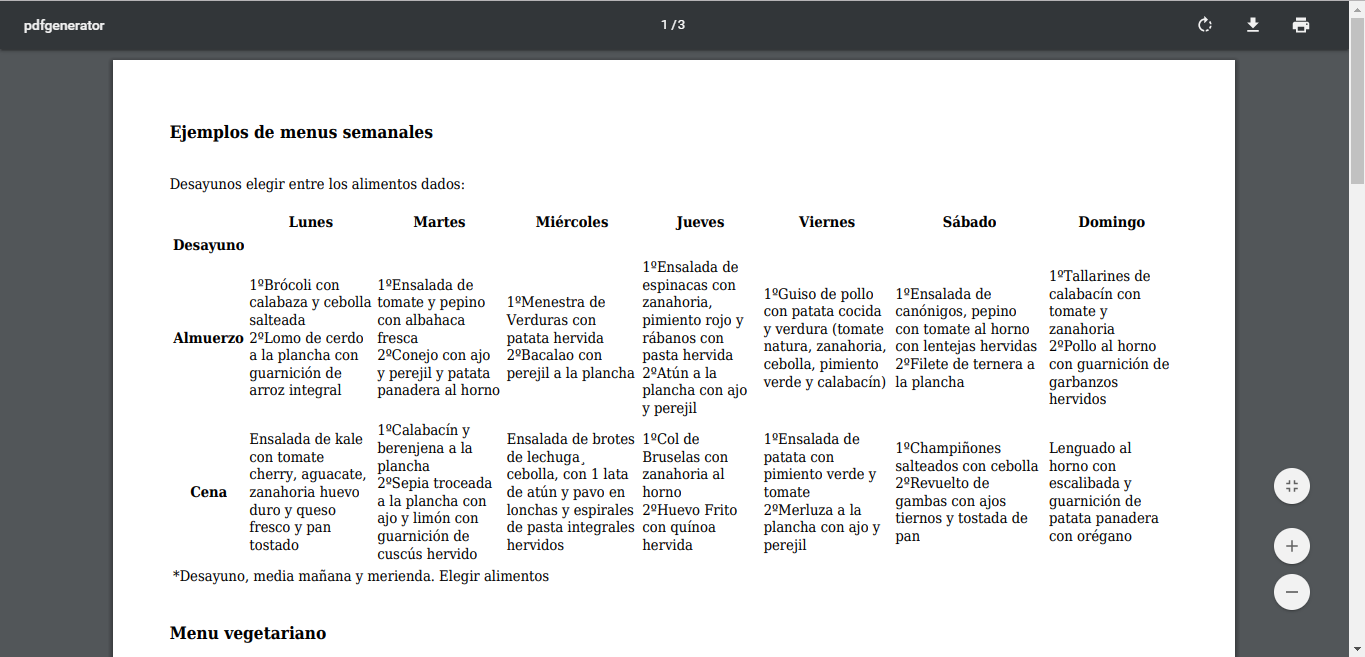 pdfgenerator
1 / 3
Ejemplos de menus semanales
Desayunos elegir entre los alimentos dados:
Lunes Martes Miércoles Jueves Viernes Sábado Domingo
Desayuno
Almuerzo
1ºBrócoli con
calabaza y cebolla
salteada
2ºLomo de cerdo
a la plancha con
guarnición de
arroz integral
1ºEnsalada de
tomate y pepino
con albahaca
fresca
2ºConejo con ajo
y perejil y patata
panadera al horno
1ºMenestra de
Verduras con
patata hervida
2ºBacalao con
perejil a la plancha
1ºEnsalada de
espinacas con
zanahoria,
pimiento rojo y
rábanos con
pasta hervida
2ºAtún a la
plancha con ajo
y perejil
1ºGuiso de pollo
con patata cocida
y verdura (tomate
natura, zanahoria,
cebolla, pimiento
verde y calabacín)
1ºEnsalada de
canónigos, pepino
con tomate al horno
con lentejas hervidas
2ºFilete de ternera a
la plancha
1ºTallarines de
calabacín con
tomate y
zanahoria
2ºPollo al horno
con guarnición de
garbanzos
hervidos
Cena
Ensalada de kale
con tomate
cherry, aguacate,
zanahoria huevo
duro y queso
fresco y pan
tostado
1ºCalabacín y
berenjena a la
plancha
2ºSepia troceada
a la plancha con
ajo y limón con
guarnición de
cuscús hervido
Ensalada de brotes
de lechuga¸
cebolla, con 1 lata
de atún y pavo en
lonchas y espirales
de pasta integrales
hervidos
1ºCol de
Bruselas con
zanahoria al
horno
2ºHuevo Frito
con quínoa
hervida
1ºEnsalada de
patata con
pimiento verde y
tomate
2ºMerluza a la
plancha con ajo y
perejil
1ºChampiñones
salteados con cebolla
2ºRevuelto de
gambas con ajos
tiernos y tostada de
pan
Lenguado al
horno con
escalibada y
guarnición de
patata panadera
con orégano
*Desayuno, media mañana y merienda. Elegir alimentos
Menu vegetariano